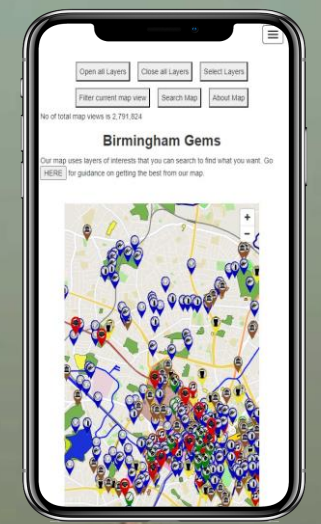 Open all Layers Close all Layers Select Layers
Filter current map view Search Map About Map
No of total map views is 2,791,824
Birmingham Gems
Our map uses layers of interests that you can search to find what you want. Go
HERE for guidance on getting the best from our map.
+
−